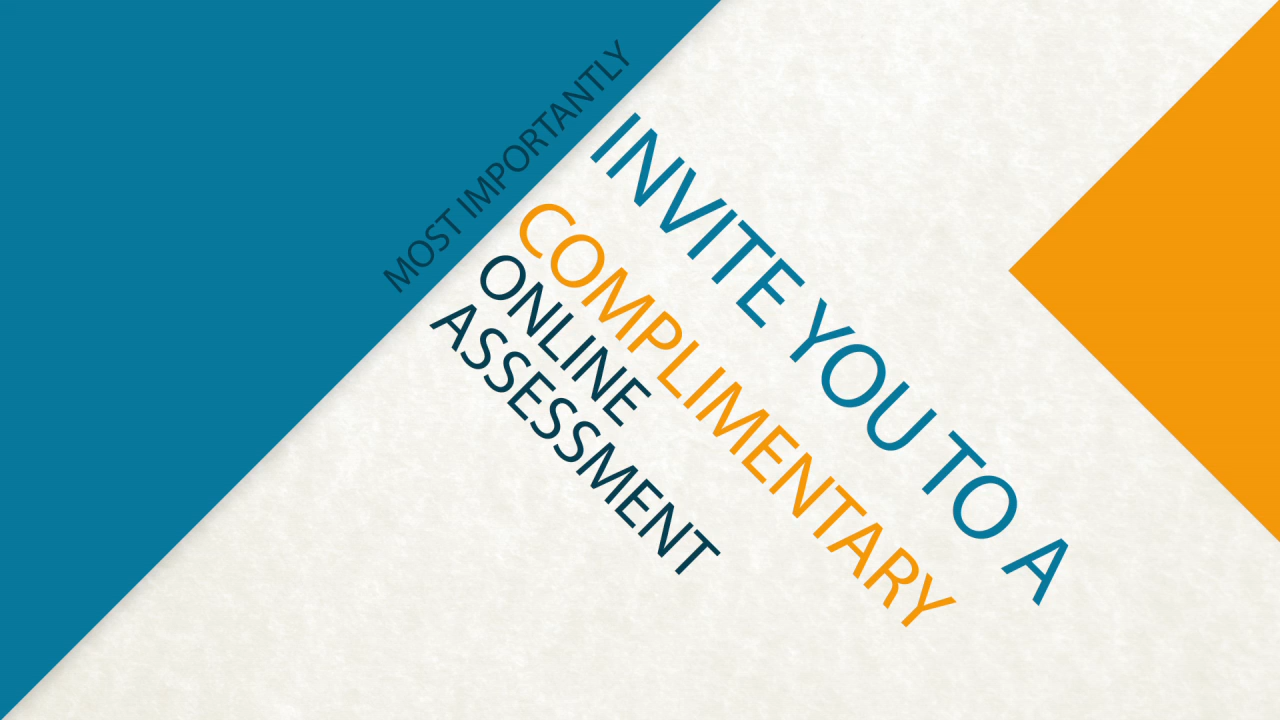 MOST IMPORTANTLY
INVITE YOU TO A
COMPLIMENTARY
ONLINE
ASSESSMENT